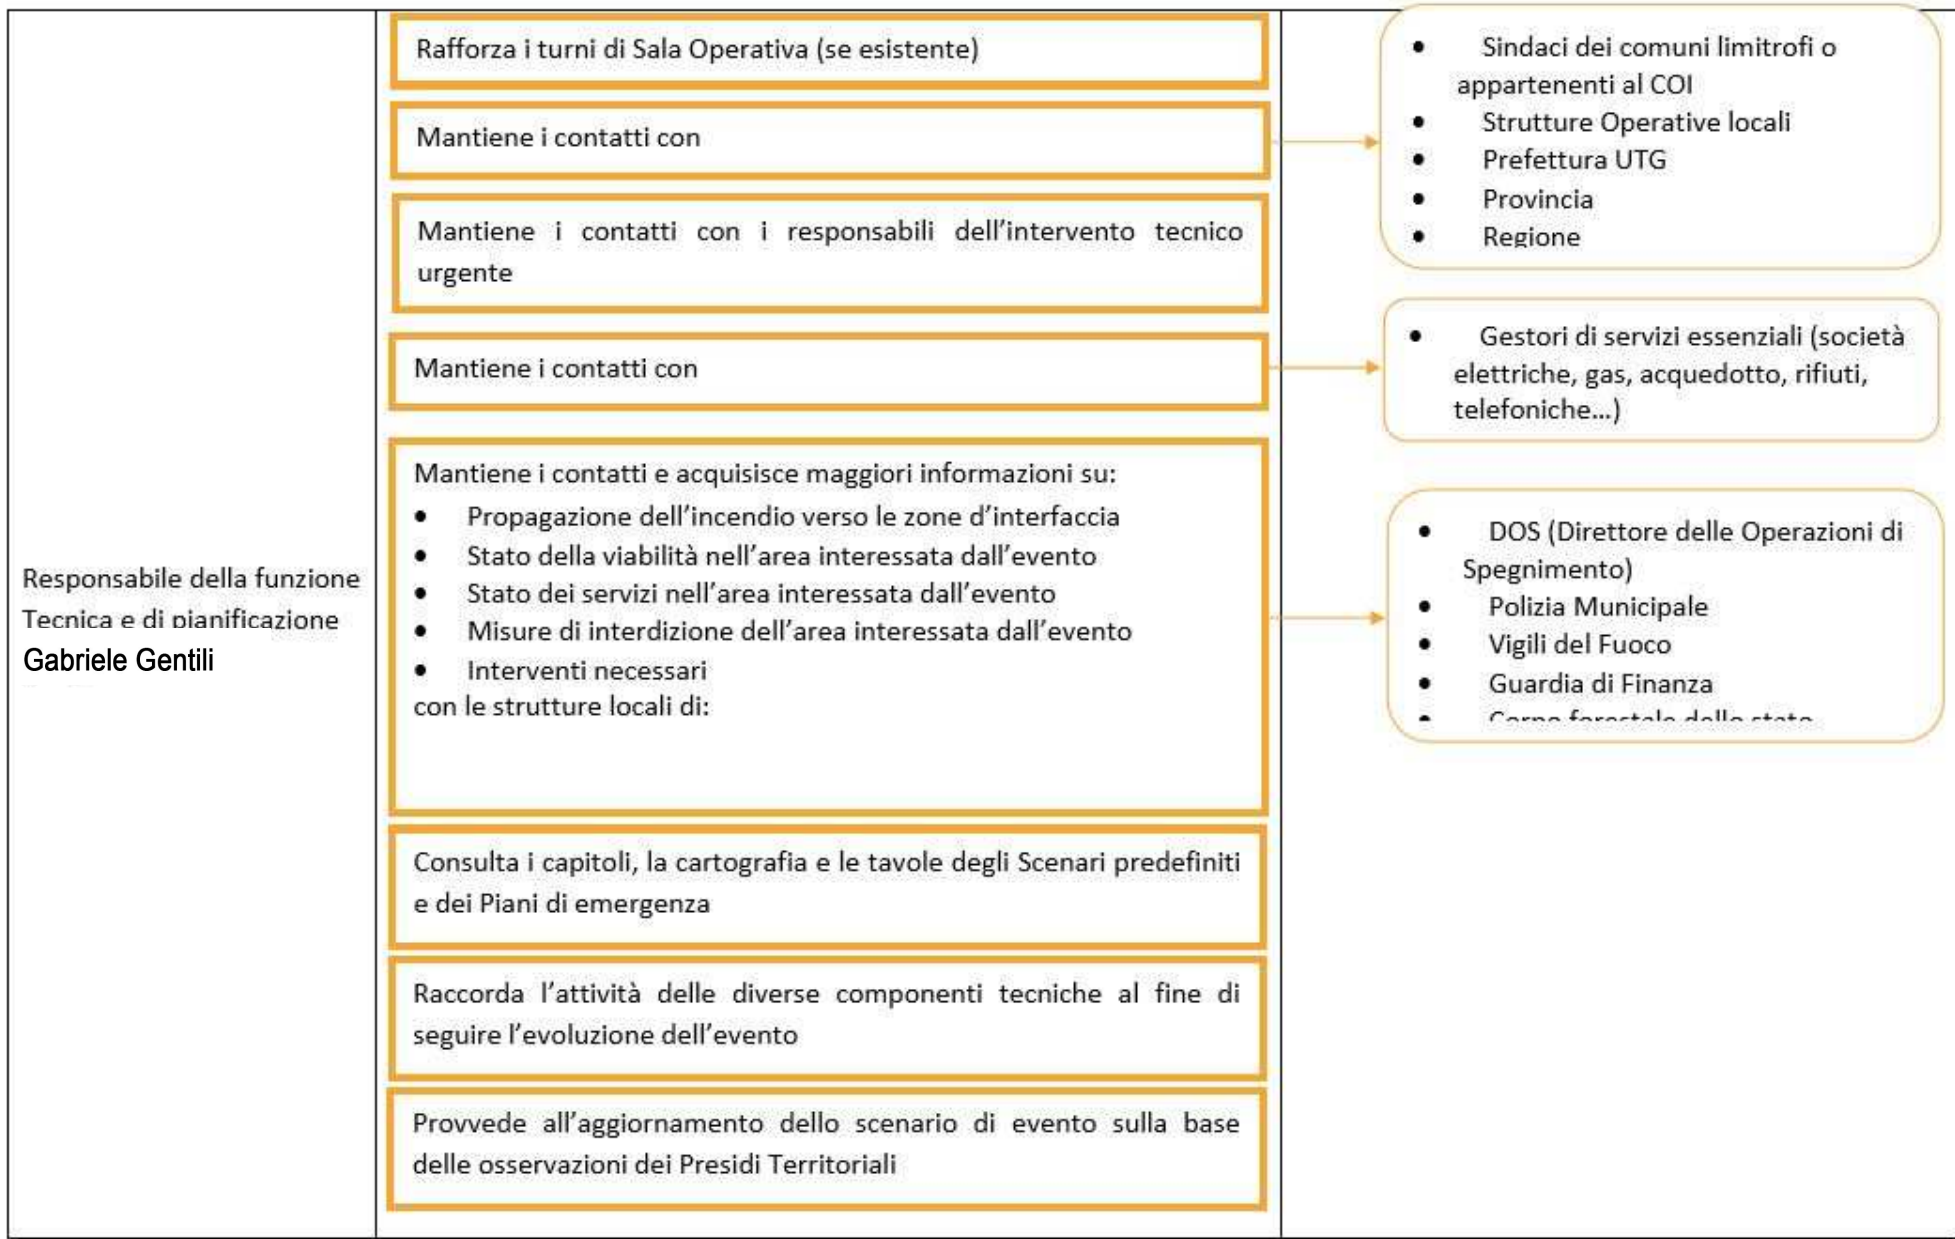 Responsabile della funzione
Tecnica e di pianificazione
Gabriele Gentili
Rafforza i turni di Sala Operativa (se esistente)
Mantiene i contatti con
Mantiene i contatti con i responsabili dell'intervento tecnico
urgente
Mantiene i contatti con
Mantiene i contatti e acquisisce maggiori informazioni su:
• Propagazione dell'incendio verso le zone d'interfaccia
• Stato della viabilità nell'area interessata dall'evento
• Stato dei servizi nell'area interessata dall'evento
• Misure di interdizione dell'area interessata dall'evento
• Interventi necessari
con le strutture locali di:
Consulta i capitoli, la cartografia e le tavole degli Scenari predefiniti
e dei Piani di emergenza
Raccorda l'attività delle diverse componenti tecniche al fine di
seguire l'evoluzione dell'evento
Provvede all'aggiornamento dello scenario di evento sulla base
delle osservazioni dei Presidi Territoriali
• Sindaci dei comuni limitrofi o
appartenenti al COI
• Strutture Operative locali
• Prefettura UTG
• Provincia
• Regione
• Gestori di servizi essenziali (società
elettriche, gas, acquedotto, rifiuti,
telefoniche…)
• DOS (Direttore delle Operazioni di
Spegnimento)
• Polizia Municipale
• Vigili del Fuoco
• Guardia di Finanza
• Corpo forestale dello stato